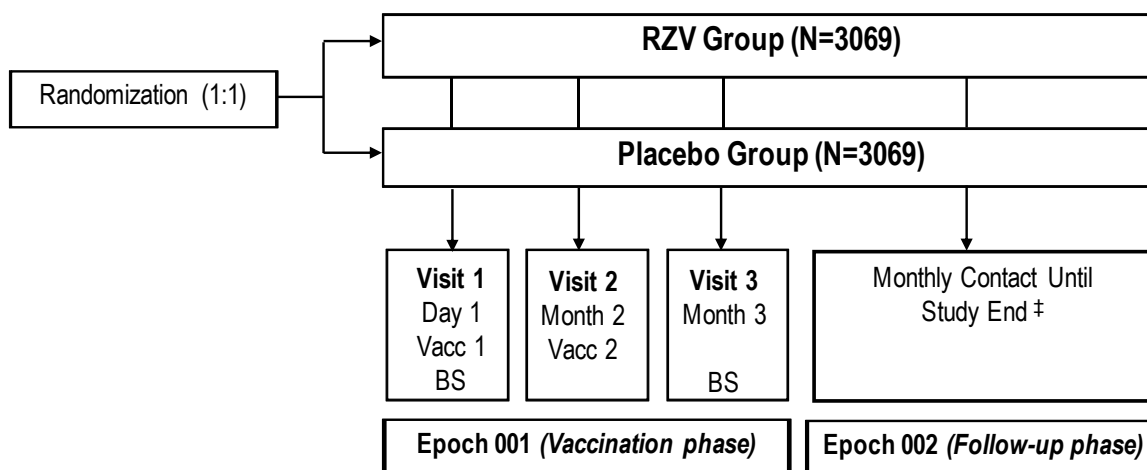 RZV Group (N=3069)
Randomization (1:1)
Placebo Group (N=3069)
Visit 1
Day 1
Vacc 1
BS
Visit 2
Month 2
Vacc 2
Visit 3
Month 3
BS
Monthly Contact Until
Study End ‡
Epoch 001 (Vaccination phase)
Epoch 002 (Follow-up phase)